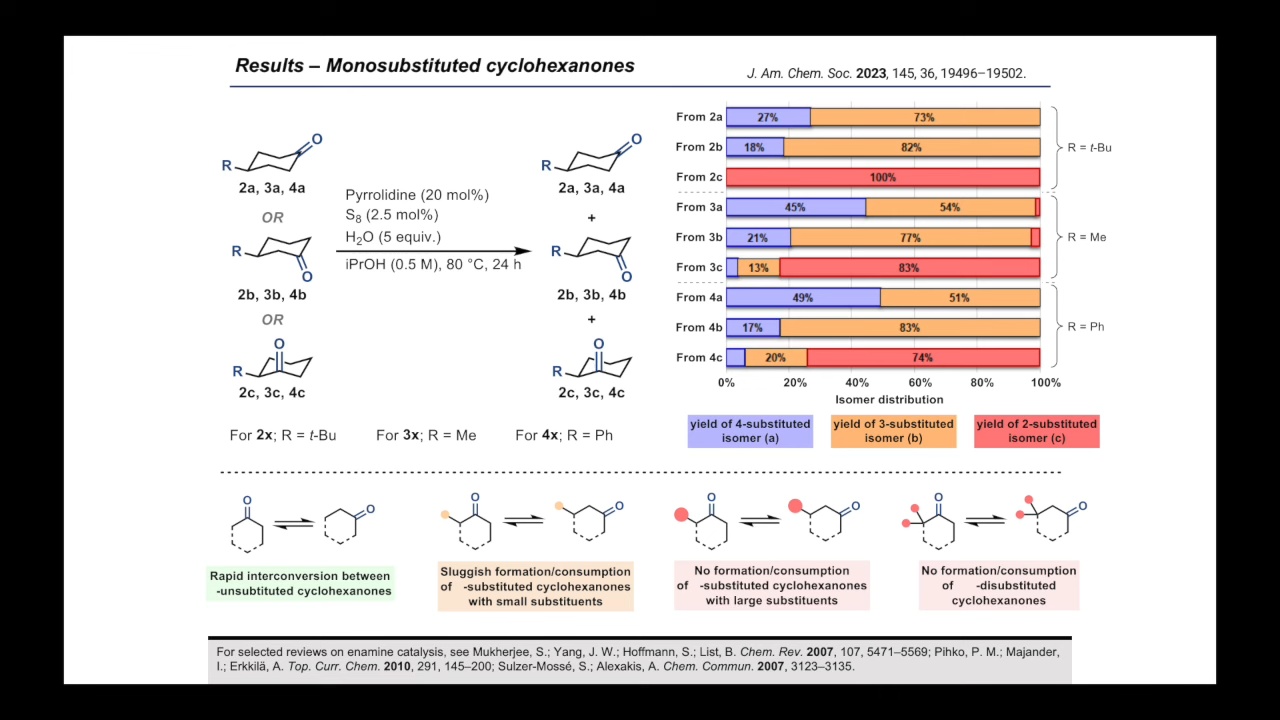 Results – Monosubstituted cyclohexanones
J. Am. Chem. Soc. 2023, 145, 36, 19496–19502.
R
O
2a, 3a, 4a
OR
R
O
2b, 3b, 4b
OR
O
R
2c, 3c, 4c
Pyrrolidine (20 mol%)
S8 (2.5 mol%)
H2O (5 equiv.)
iPrOH (0.5 M), 80 °C, 24 h
R
O
2a, 3a, 4a
+
R
O
2b, 3b, 4b
+
O
R
2c, 3c, 4c
For 2x; R = t-Bu
For 3x; R = Me
For 4x; R = Ph
From 2a 27% 73%
From 2b 18% 82%
From 2c 100%
R = t-Bu
From 3a 45% 54%
From 3b 21% 77%
From 3c 13% 83%
R = Me
From 4a 49% 51%
From 4b 17% 83%
From 4c 20% 74%
R = Ph
0% 20% 40% 60% 80% 100%
Isomer distribution
yield of 4-substituted
isomer (a)
yield of 3-substituted
isomer (b)
yield of 2-substituted
isomer (c)
O
O
Rapid interconversion between
-unsubtituted cyclohexanones
O
O
Sluggish formation/consumption
of -substituted cyclohexanones
with small substituents
O
O
No formation/consumption
of -substituted cyclohexanones
with large substituents
O
O
No formation/consumption
of -disubstituted
cyclohexanones
For selected reviews on enamine catalysis, see Mukherjee, S.; Yang, J. W.; Hoffmann, S.; List, B. Chem. Rev. 2007, 107, 5471–5569; Pihko, P. M.; Majander,
I.; Erkkilä, A. Top. Curr. Chem. 2010, 291, 145–200; Sulzer-Mossé, S.; Alexakis, A. Chem. Commun. 2007, 3123–3135.